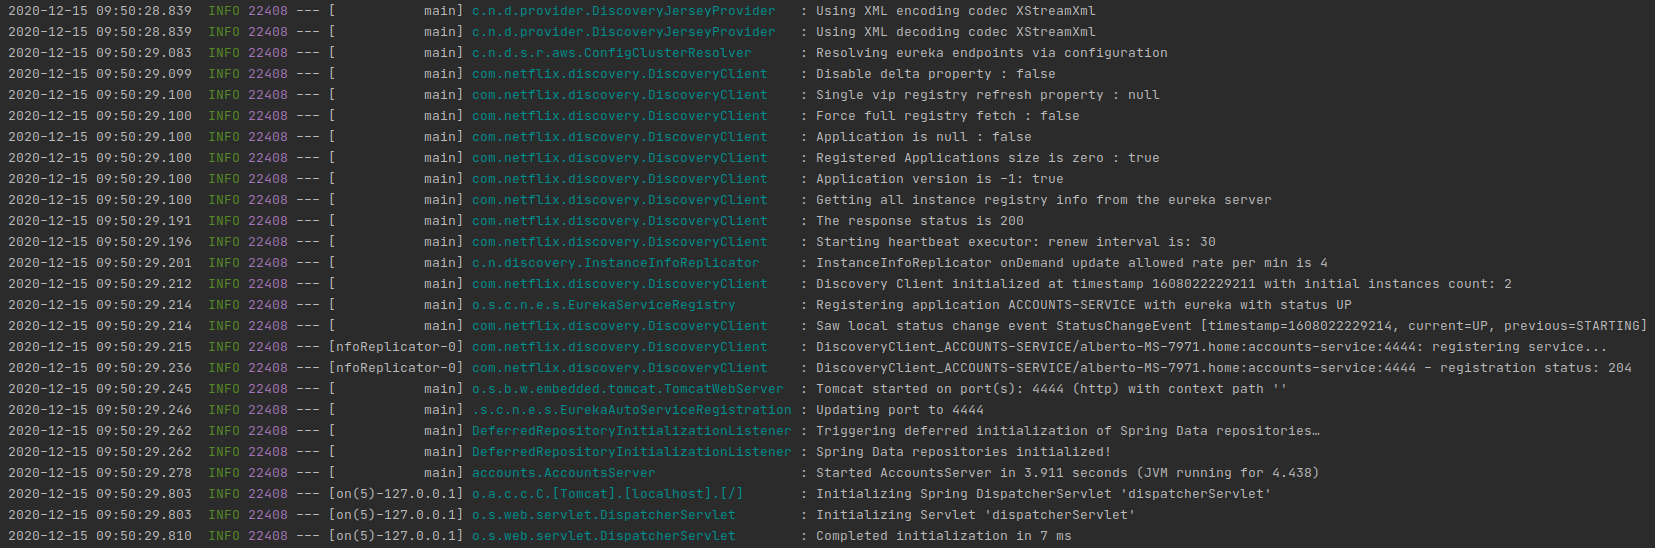 2020-12-15 09:50:28.839  INFO 22408 --- [           main] c.n.d.provider.DiscoveryJerseyProvider   : Using XML encoding codec XStreamXml
2020-12-15 09:50:28.839  INFO 22408 --- [           main] c.n.d.provider.DiscoveryJerseyProvider   : Using XML decoding codec XStreamXml
2020-12-15 09:50:29.083  INFO 22408 --- [           main] c.n.d.s.r.aws.ConfigClusterResolver      : Resolving eureka endpoints via configuration
2020-12-15 09:50:29.099  INFO 22408 --- [           main] com.netflix.discovery.DiscoveryClient    : Disable delta property : false
2020-12-15 09:50:29.100  INFO 22408 --- [           main] com.netflix.discovery.DiscoveryClient    : Single vip registry refresh property : null
2020-12-15 09:50:29.100  INFO 22408 --- [           main] com.netflix.discovery.DiscoveryClient    : Force full registry fetch : false
2020-12-15 09:50:29.100  INFO 22408 --- [           main] com.netflix.discovery.DiscoveryClient    : Application is null : false
2020-12-15 09:50:29.100  INFO 22408 --- [           main] com.netflix.discovery.DiscoveryClient    : Registered Applications size is zero : true
2020-12-15 09:50:29.100  INFO 22408 --- [           main] com.netflix.discovery.DiscoveryClient    : Application version is -1: true
2020-12-15 09:50:29.100  INFO 22408 --- [           main] com.netflix.discovery.DiscoveryClient    : Getting all instance registry info from the eureka server
2020-12-15 09:50:29.191  INFO 22408 --- [           main] com.netflix.discovery.DiscoveryClient    : The response status is 200
2020-12-15 09:50:29.196  INFO 22408 --- [           main] com.netflix.discovery.DiscoveryClient    : Starting heartbeat executor: renew interval is: 30
2020-12-15 09:50:29.201  INFO 22408 --- [           main] c.n.discovery.InstanceInfoReplicator     : InstanceInfoReplicator onDemand update allowed rate per min is 4
2020-12-15 09:50:29.212  INFO 22408 --- [           main] com.netflix.discovery.DiscoveryClient    : Discovery Client initialized at timestamp 1608022229211 with initial instances count: 2
2020-12-15 09:50:29.214  INFO 22408 --- [           main] o.s.c.n.e.s.EurekaServiceRegistry        : Registering application ACCOUNTS-SERVICE with eureka with status UP
2020-12-15 09:50:29.214  INFO 22408 --- [           main] com.netflix.discovery.DiscoveryClient    : Saw local status change event StatusChangeEvent [timestamp=1608022229214, current=UP, previous=STARTING]
2020-12-15 09:50:29.215  INFO 22408 --- [nfoReplicator-0] com.netflix.discovery.DiscoveryClient    : DiscoveryClient_ACCOUNTS-SERVICE/alberto-MS-7971.home:accounts-service:4444: registering service...
2020-12-15 09:50:29.236  INFO 22408 --- [nfoReplicator-0] com.netflix.discovery.DiscoveryClient    : DiscoveryClient_ACCOUNTS-SERVICE/alberto-MS-7971.home:accounts-service:4444 - registration status: 204
2020-12-15 09:50:29.245  INFO 22408 --- [           main] o.s.b.w.embedded.tomcat.TomcatWebServer  : Tomcat started on port(s): 4444 (http) with context path ''
2020-12-15 09:50:29.246  INFO 22408 --- [           main] .s.c.n.e.s.EurekaAutoServiceRegistration : Updating port to 4444
2020-12-15 09:50:29.262  INFO 22408 --- [           main] DeferredRepositoryInitializationListener : Triggering deferred initialization of Spring Data repositories…
2020-12-15 09:50:29.262  INFO 22408 --- [           main] DeferredRepositoryInitializationListener : Spring Data repositories initialized!
2020-12-15 09:50:29.278  INFO 22408 --- [           main] accounts.AccountsServer                  : Started AccountsServer in 3.911 seconds (JVM running for 4.438)
2020-12-15 09:50:29.803  INFO 22408 --- [on(5)-127.0.0.1] o.a.c.c.C.[Tomcat].[localhost].[/]       : Initializing Spring DispatcherServlet 'dispatcherServlet'
2020-12-15 09:50:29.803  INFO 22408 --- [on(5)-127.0.0.1] o.s.web.servlet.DispatcherServlet        : Initializing Servlet 'dispatcherServlet'
2020-12-15 09:50:29.810  INFO 22408 --- [on(5)-127.0.0.1] o.s.web.servlet.DispatcherServlet        : Completed initialization in 7 ms